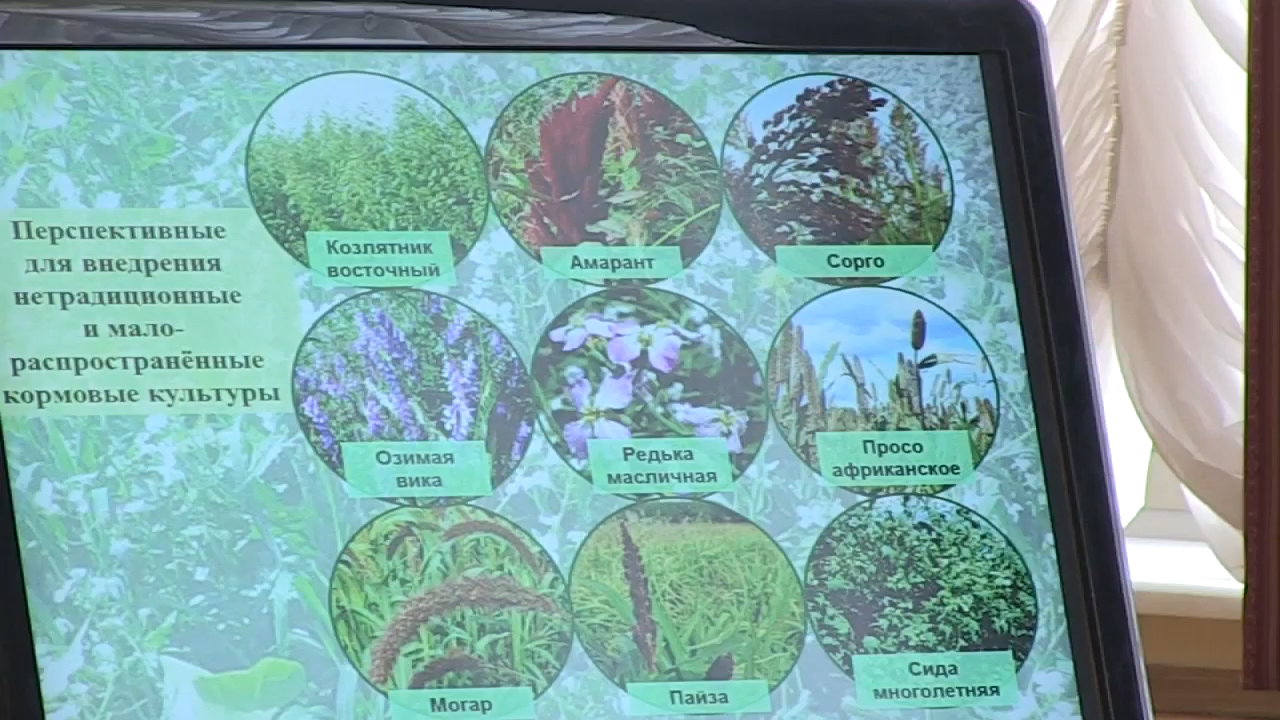 Перспективные
для внедрения
нетрадиционные
и мало-
распространённые
кормовые культуры
Козлятник
восточный
Амарант
Сорго
Озимая
вика
Редька
масличная
Просо
африканское
Могар
Пайза
Сида
многолетняя